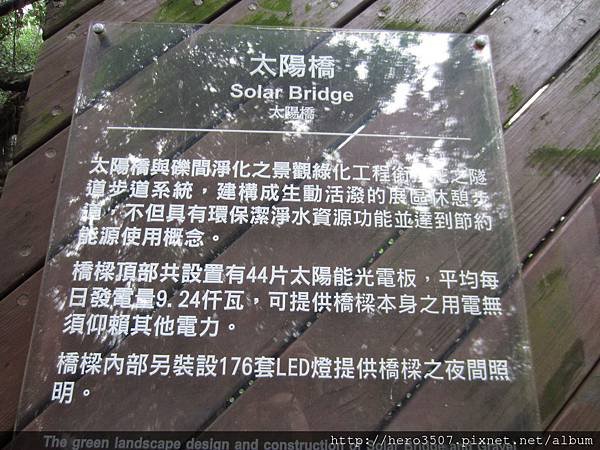 太陽橋
Solar Bridge
太陽橋
太陽橋與礫間淨化之景觀綠化工程銜 之隧
道步道系統，建構成生動活潑的展區休憩步
道，不但具有環保潔淨水資源功能並達到節約
能源使用概念。
橋樑頂部共設置有44片太陽能光電板，平均每
日發電量9.24仟瓦，可提供橋樑本身之用電無
須仰賴其他電力。
橋樑內部另裝設176套LED燈提供橋樑之夜間照
明。
The green landscape design and construction of Solar Bridge and Gravel
http://hero3507.pixnet.net/album